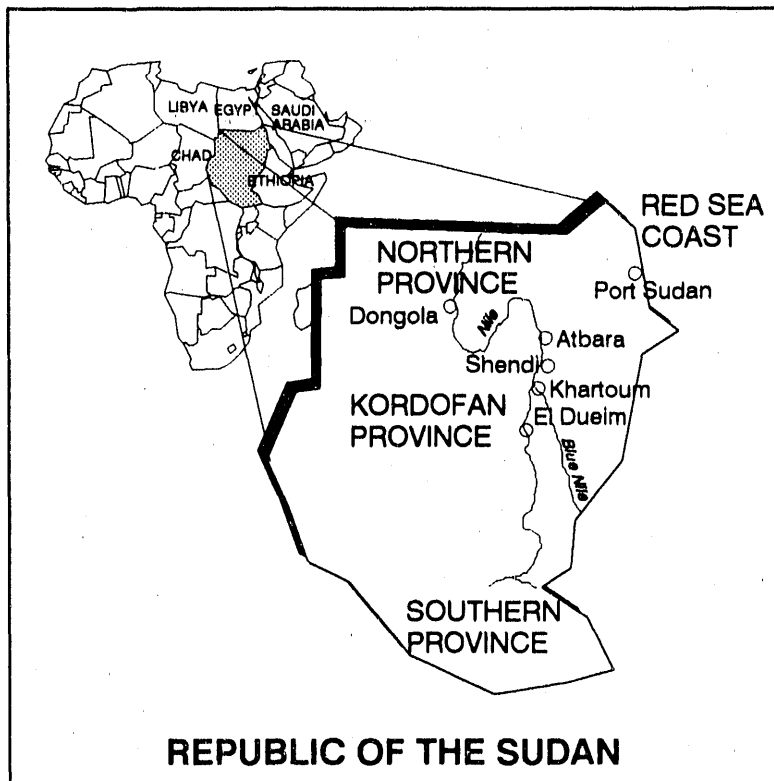 LIBYA
EGYPT
SAUDI
ARABIA
CHAD
ETHIOPIA
RED SEA
COAST
NORTHERN
PROVINCE
Port Sudan
Dongola
Nile
Atbara
Shendi
Khartoum
KORDOFAN
PROVINCE
El Dueim
Blue Nile
SOUTHERN
PROVINCE
REPUBLIC OF THE SUDAN